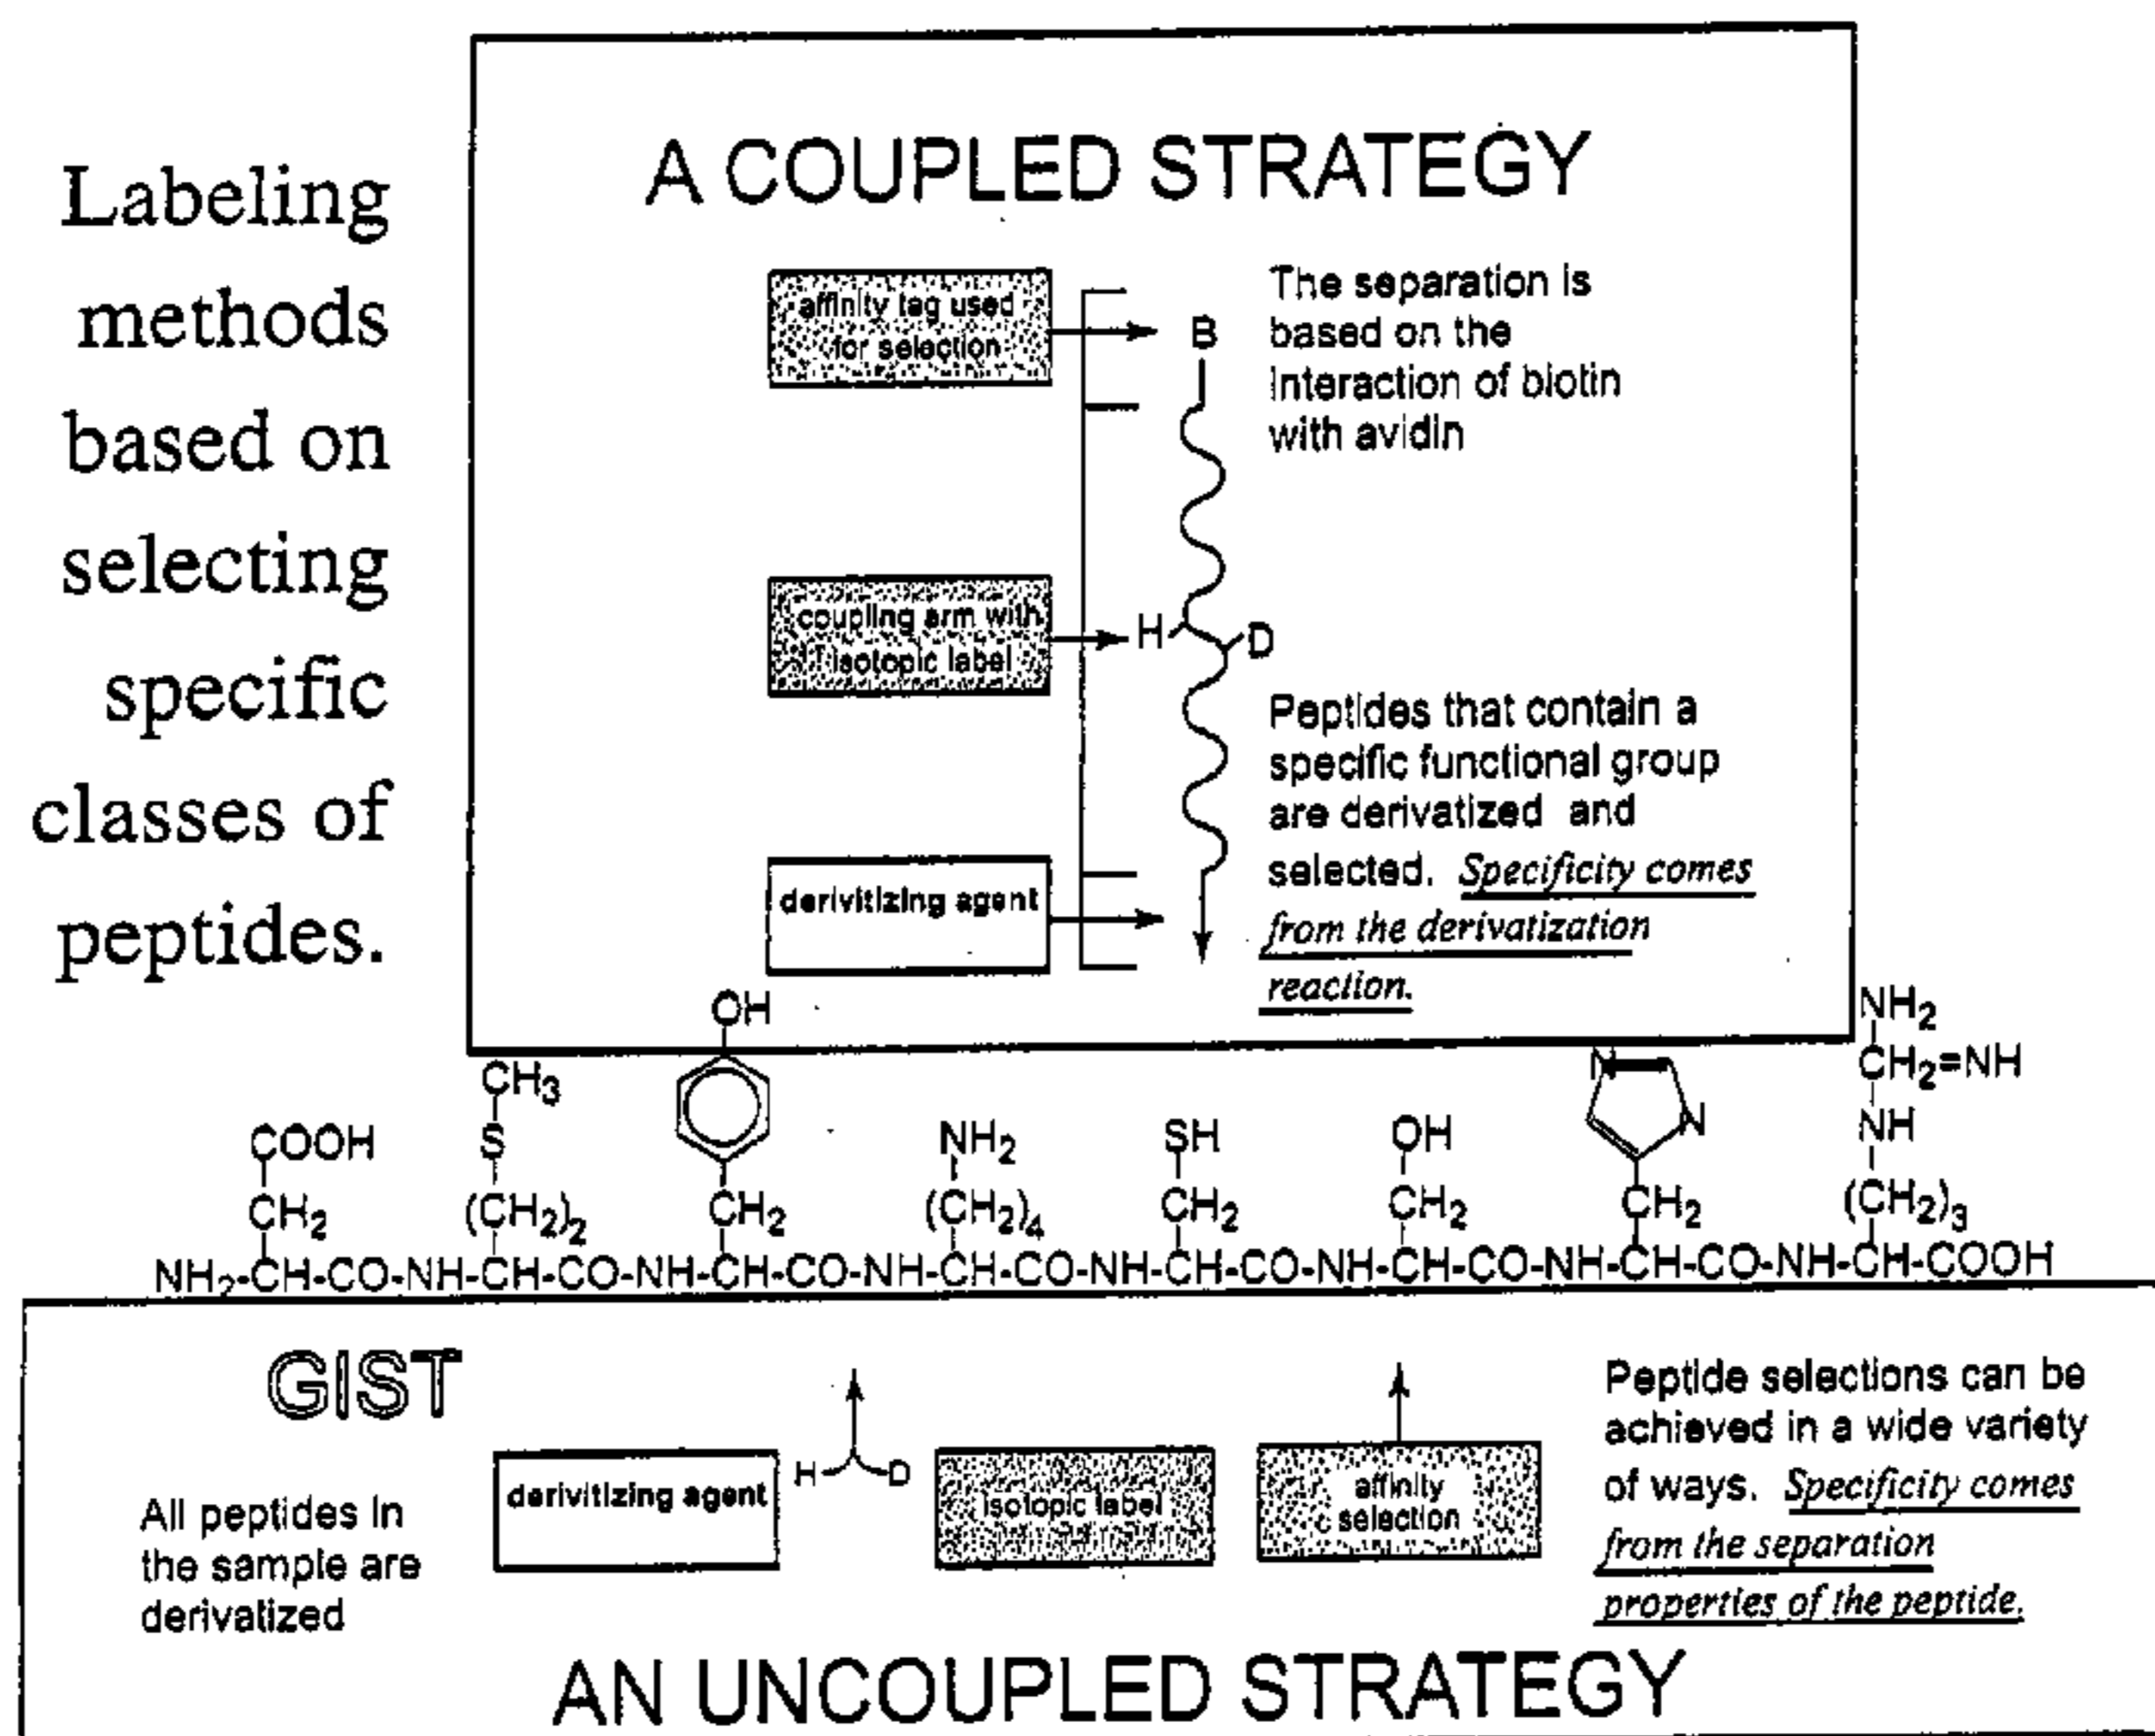 Labeling
methods
based on
selecting
specific
classes of
peptides.
A COUPLED STRATEGY
affinity tag used
for selection
B
The separation is
based on the
interaction of biotin
with avidin
coupling arm with
isotopic label
H
D
Peptides that contain a
specific functional group
are derivatized and
selected. Specificity comes
from the derivatization
reaction.
derivitizing agent
OH
NH2
CH3
N
CH2=NH
COOH
S
NH2
SH
OH
N
NH
CH2
(CH2)2
CH2
(CH2)4
CH2
CH2
CH2
(CH2)3
NH2-CH-CO-NH-CH-CO-NH-CH-CO-NH-CH-CO-NH-CH-CO-NH-CH-CO-NH-CH-CO-NH-CH-COOH
GIST
All peptides in
the sample are
derivatized
derivitizing agent
H
D
isotopic label
affinity
selection
Peptide selections can be
achieved in a wide variety
of ways. Specificity comes
from the separation
properties of the peptide.
AN UNCOUPLED STRATEGY